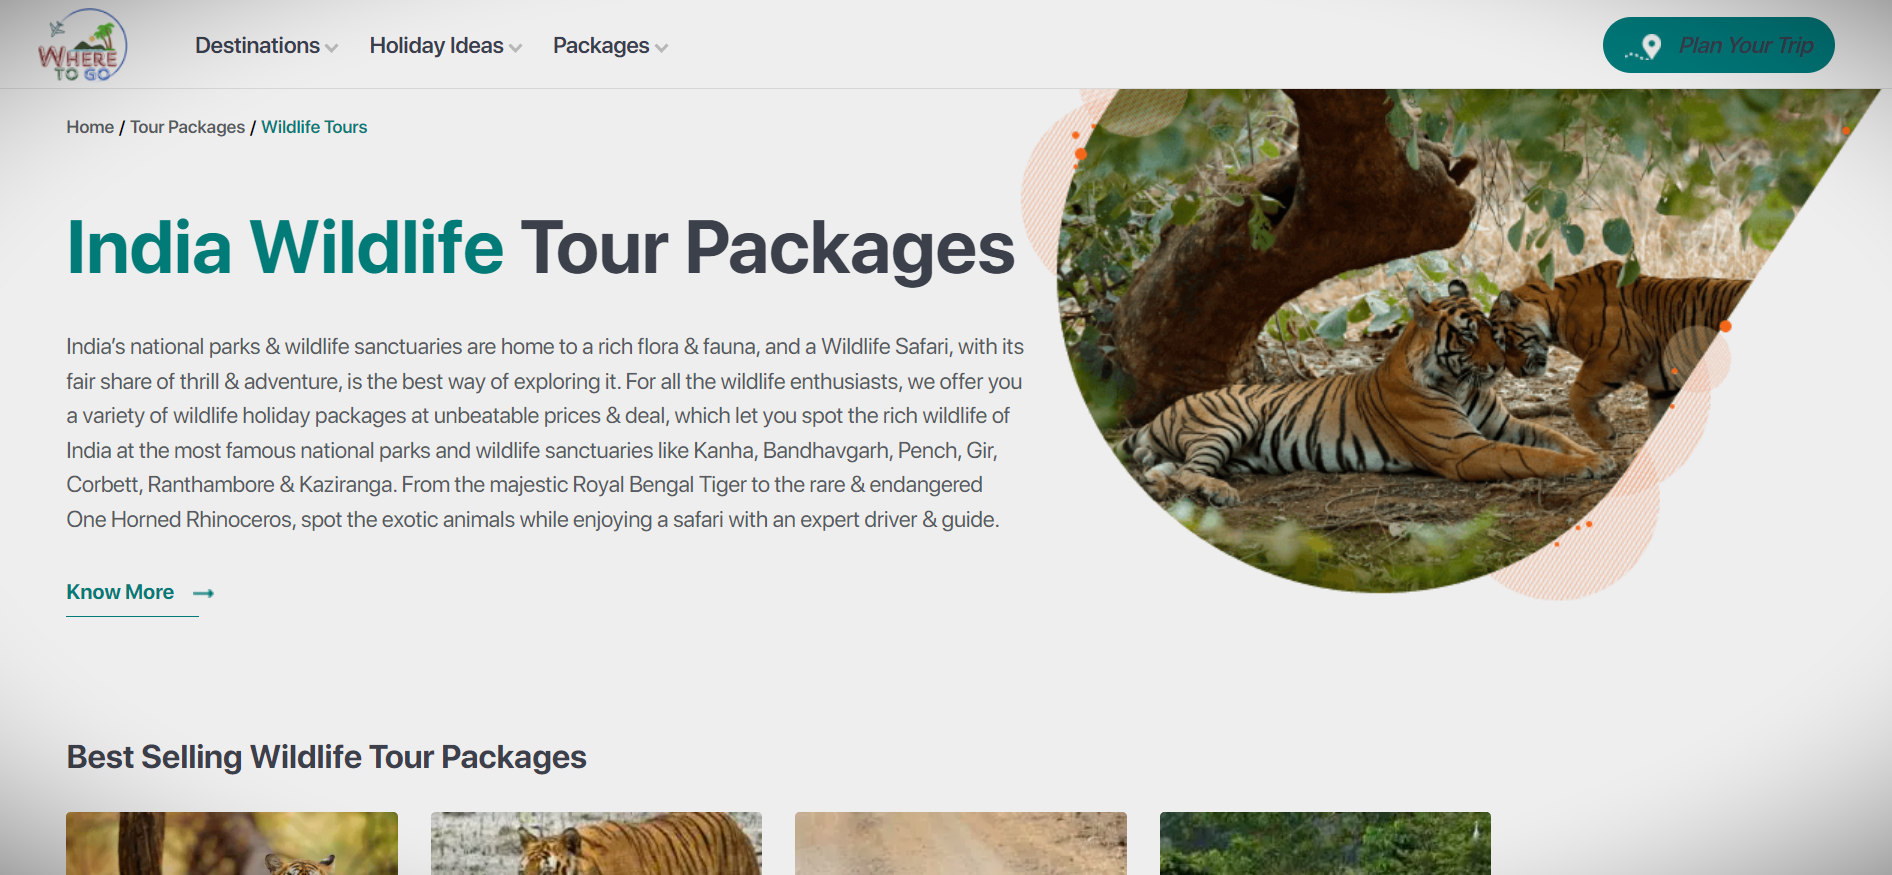 WHERE
TO GO
Destinations
Holiday Ideas
Packages
Plan Your Trip
Home / Tour Packages / Wildlife Tours
India Wildlife Tour Packages
India’s national parks & wildlife sanctuaries are home to a rich flora & fauna, and a Wildlife Safari, with its
fair share of thrill & adventure, is the best way of exploring it. For all the wildlife enthusiasts, we offer you
a variety of wildlife holiday packages at unbeatable prices & deal, which let you spot the rich wildlife of
India at the most famous national parks and wildlife sanctuaries like Kanha, Bandhavgarh, Pench, Gir,
Corbett, Ranthambore & Kaziranga. From the majestic Royal Bengal Tiger to the rare & endangered
One Horned Rhinoceros, spot the exotic animals while enjoying a safari with an expert driver & guide.
Know More
Best Selling Wildlife Tour Packages